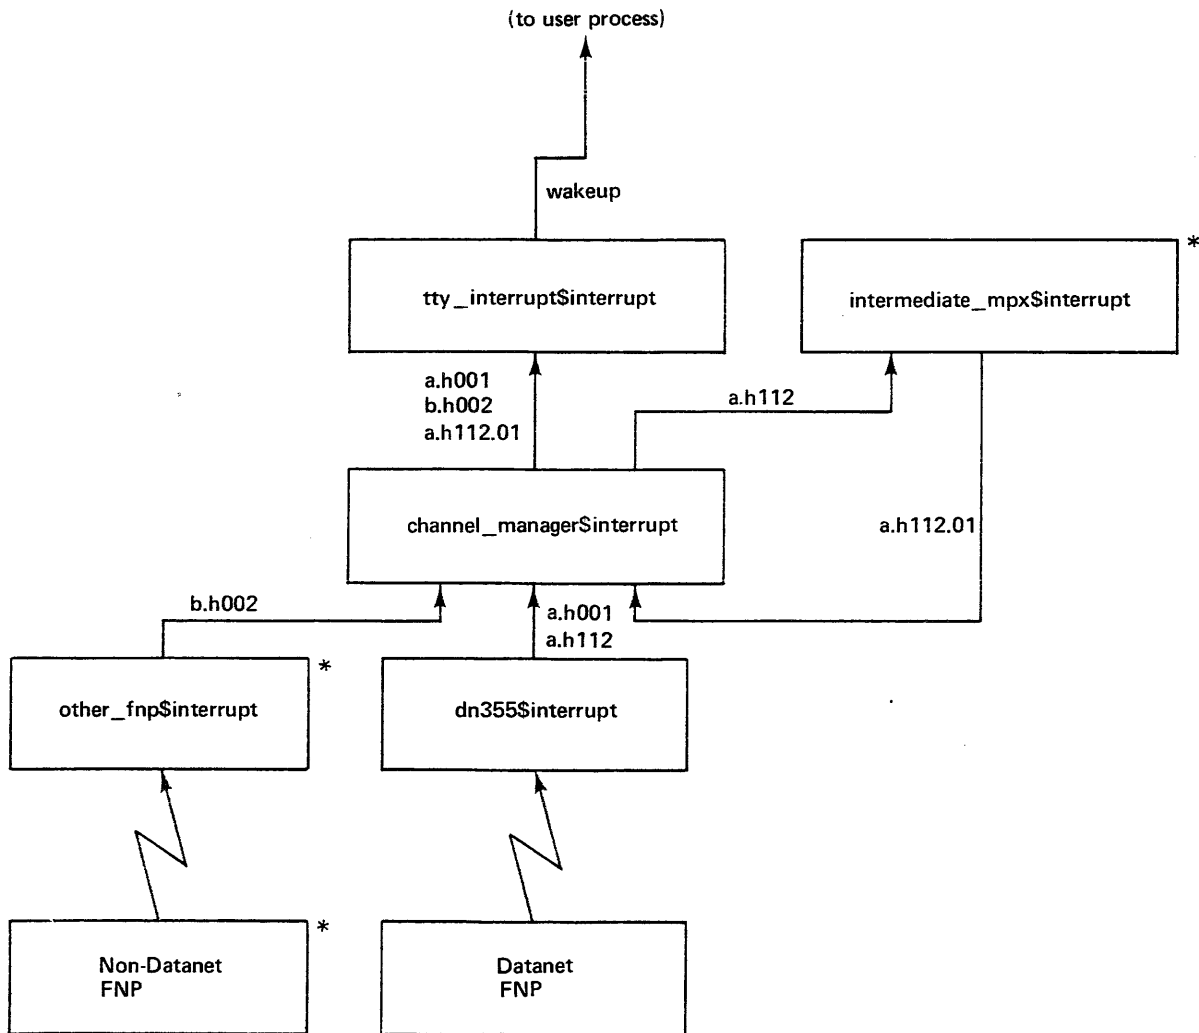 (to user process)
wakeup
*
tty_interrupt$interrupt
intermediate_mpx$interrupt
a.h001
b.h002
a.h112.01
a.h112
channel_manager$interrupt
a.h112.01
b.h002
a.h001
a.h112
*
other_fnp$interrupt
dn355$interrupt
*
Non-Datanet
FNP
Datanet
FNP